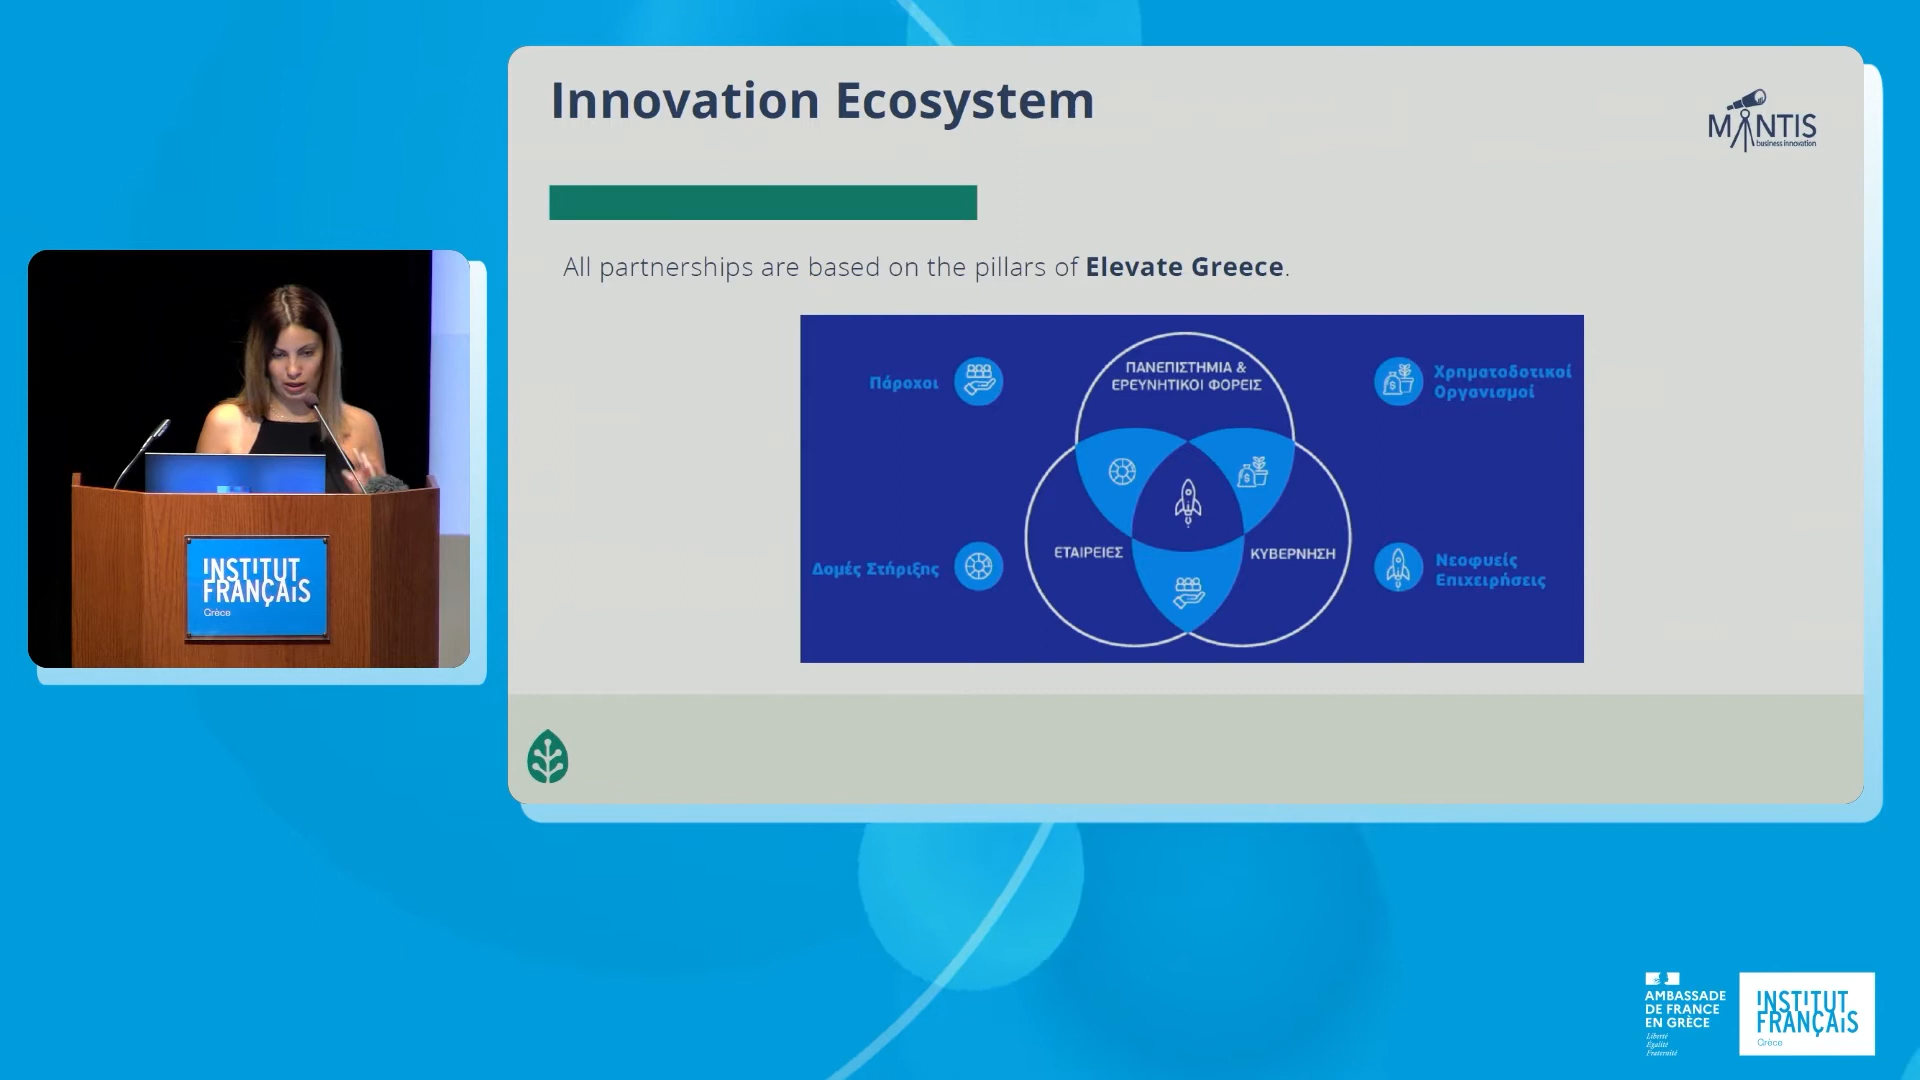 Innovation Ecosystem
MANTIS
business innovation
All partnerships are based on the pillars of Elevate Greece.
Πάροχοι
ΠΑΝΕΠΙΣΤΗΜΙΑ &
ΕΡΕΥΝΗΤΙΚΟΙ ΦΟΡΕΙΣ
Χρηματοδοτικοί
Οργανισμοί
ΕΤΑΙΡΕΙΕΣ
ΚΥΒΕΡΝΗΣΗ
Δομές Στήριξης
Νεοφυείς
Επιχειρήσεις
INSTITUT
FRANÇAIS
Grèce
AMBASSADE
DE FRANCE
EN GRÈCE
Liberté
Égalité
Fraternité
INSTITUT
FRANÇAIS
Grèce